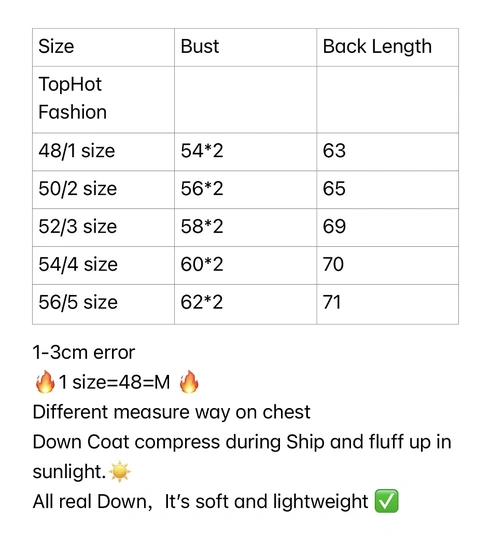 Size Bust Back Length
TopHot
Fashion
48/1 size 54*2 63
50/2 size 56*2 65
52/3 size 58*2 69
54/4 size 60*2 70
56/5 size 62*2 71
1-3cm error
🔥1 size=48=M 🔥
Different measure way on chest
Down Coat compress during Ship and fluff up in
sunlight.☀️
All real Down,  It's soft and lightweight ✅